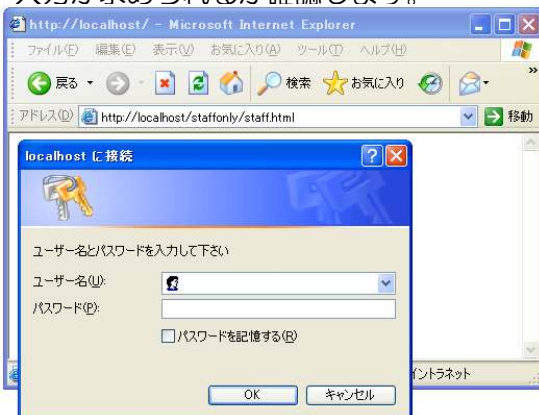 入力が求められるか確認します。
http://localhost/ - Microsoft Internet Explorer
ファイル(F) 編集(E) 表示(V) お気に入り(A) ツール(T) ヘルプ(H)
戻る 検索 お気に入り »
アドレス(D) http://localhost/staffonly/staff.html 移動
localhost に接続
ユーザー名とパスワードを入力して下さい
ユーザー名(U):
パスワード(P):
パスワードを記憶する(R)
イントラネット
OK キャンセル